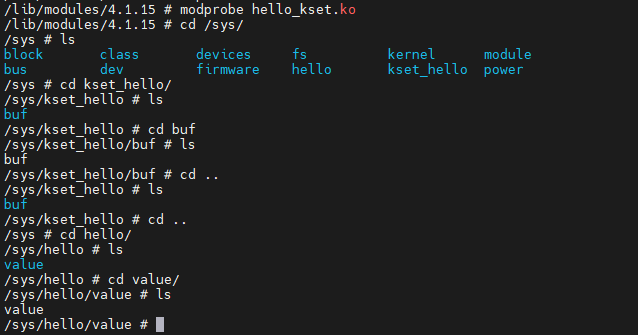 /lib/modules/4.1.15 # modprobe hello_kset.ko
/lib/modules/4.1.15 # cd /sys/
/sys # ls
block class devices fs kernel module
bus dev firmware hello kset_hello power
/sys # cd kset_hello/
/sys/kset_hello # ls
buf
/sys/kset_hello # cd buf
/sys/kset_hello/buf # ls
buf
/sys/kset_hello/buf # cd ..
/sys/kset_hello # ls
buf
/sys/kset_hello # cd ..
/sys # cd hello/
/sys/hello # ls
value
/sys/hello # cd value/
/sys/hello/value # ls
value
/sys/hello/value #